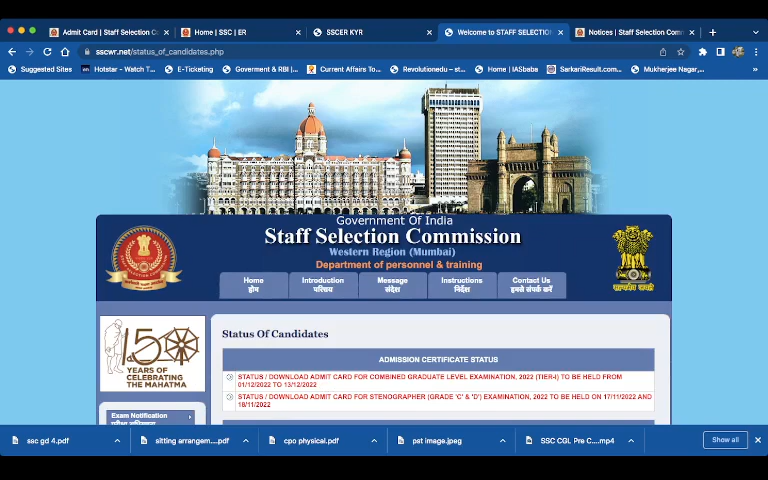 Admit Card | Staff Selection C
Home | SSC | ER
SSCER KYR
Welcome to STAFF SELECTIO
Notices | Staff Selection Comm
sscwr.net/status_of_candidates.php
Suggested Sites
Hotstar - Watch T...
E-Ticketing
Goverment & RBI |...
Current Affairs To...
Revolutionedu – st...
Home | IASbaba
SarkariResult.com...
Mukherjee Nagar,...
Government Of India
Staff Selection Commission
Western Region (Mumbai)
Department of personnel & training
Home
होम
Introduction
परिचय
Message
संदेश
Instructions
निर्देश
Contact Us
हमसे संपर्क करें
150
YEARS OF
CELEBRATING
THE MAHATMA
Exam Notification
Status Of Candidates
ADMISSION CERTIFICATE STATUS
STATUS / DOWNLOAD ADMIT CARD FOR COMBINED GRADUATE LEVEL EXAMINATION, 2022 (TIER-I) TO BE HELD FROM
01/12/2022 TO 13/12/2022
STATUS / DOWNLOAD ADMIT CARD FOR STENOGRAPHER (GRADE 'C' & 'D') EXAMINATION, 2022 TO BE HELD ON 17/11/2022 AND
18/11/2022
ssc gd 4.pdf
sitting arrangem....pdf
cpo physical.pdf
pst image.jpeg
SSC CGL Pre C....mp4
Show all